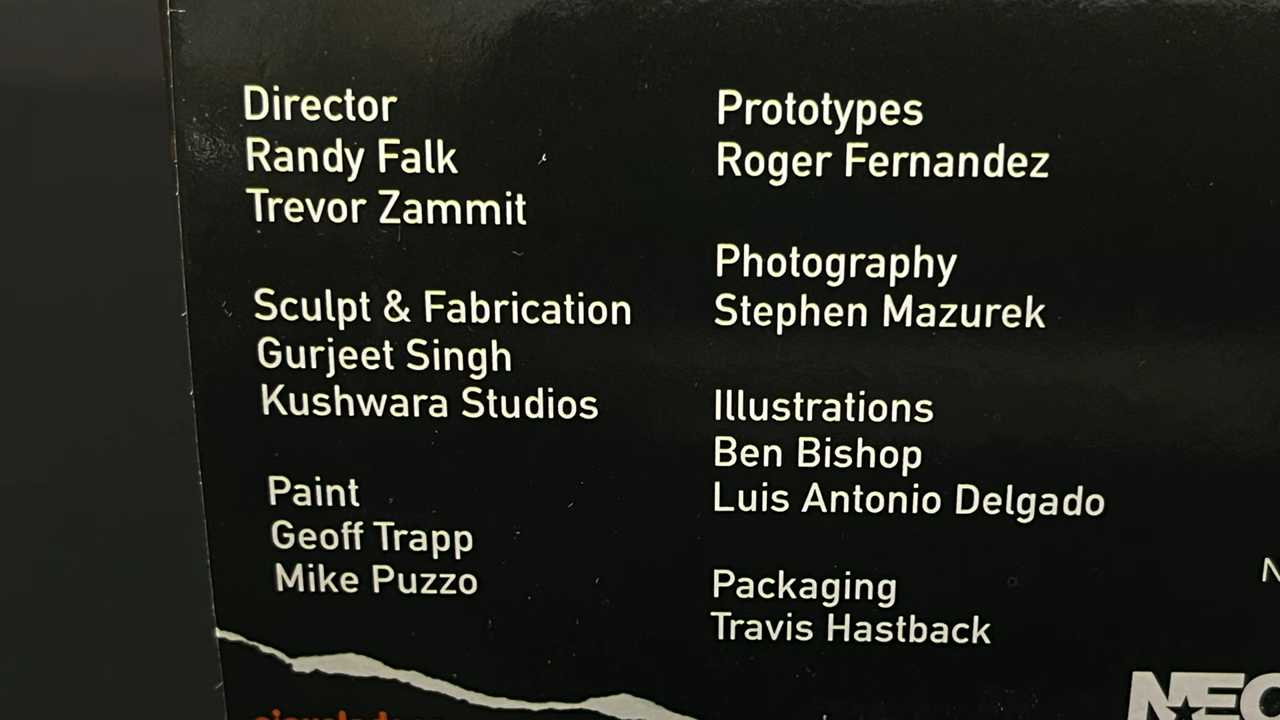 Director
Randy Falk
Trevor Zammit
Sculpt & Fabrication
Gurjeet Singh
Kushwara Studios
Paint
Geoff Trapp
Mike Puzzo
Prototypes
Roger Fernandez
Photography
Stephen Mazurek
Illustrations
Ben Bishop
Luis Antonio Delgado
Packaging
Travis Hastback